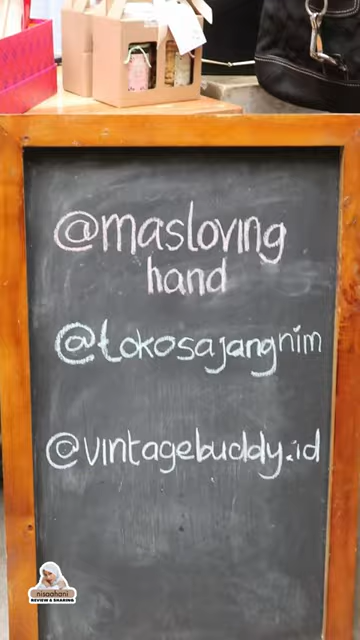 @masloving
hand
@tokosajangnim
@vintagebuddy.id
nisaahani
REVIEW & SHARING